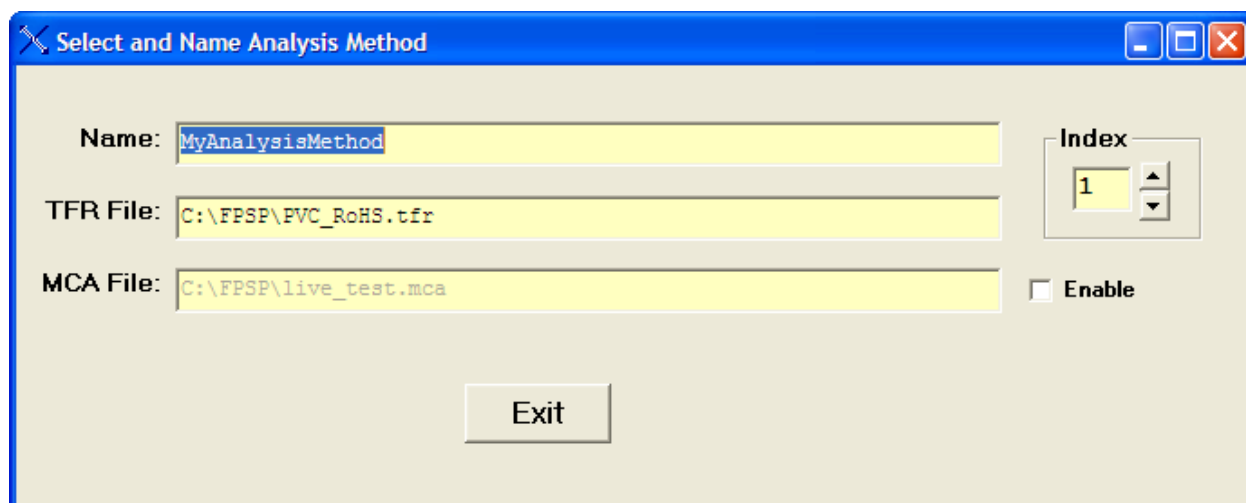 Select and Name Analysis Method
Name: MyAnalysisMethod
Index
1
TFR File: C:\FPSP\PVC_RoHS.tfr
MCA File: C:\FPSP\live_test.mca
Enable
Exit